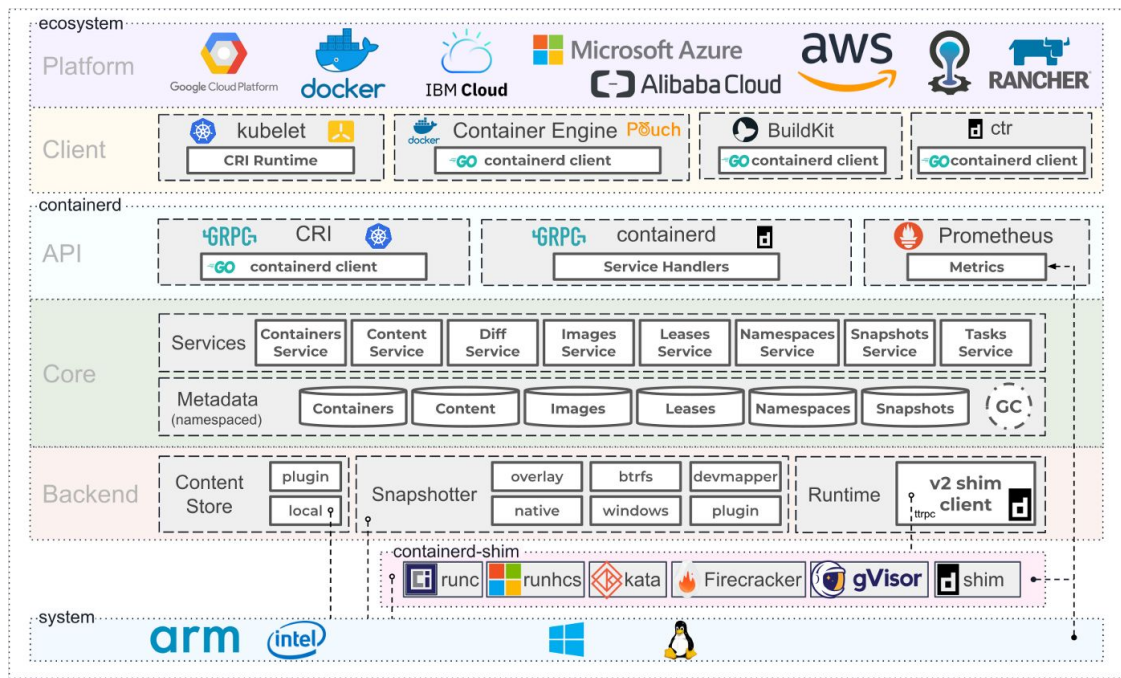 ecosystem
Platform
Google Cloud Platform
docker
IBM Cloud
Microsoft Azure
Alibaba Cloud
aws
RANCHER
Client
kubelet
CRI Runtime
docker
Container Engine
Pouch
GO containerd client
BuildKit
GO containerd client
ctr
GO containerd client
containerd
API
GRPC
CRI
GO containerd client
GRPC
containerd
Service Handlers
Prometheus
Metrics
Core
Services
Containers
Service
Content
Service
Diff
Service
Images
Service
Leases
Service
Namespaces
Service
Snapshots
Service
Tasks
Service
Metadata
(namespaced)
Containers
Content
Images
Leases
Namespaces
Snapshots
GC
Backend
Content
Store
plugin
local
Snapshotter
overlay
btrfs
devmapper
native
windows
plugin
Runtime
v2 shim
client
ttrpc
containerd-shim
runc
runhcs
kata
Firecracker
gVisor
shim
system
arm
intel